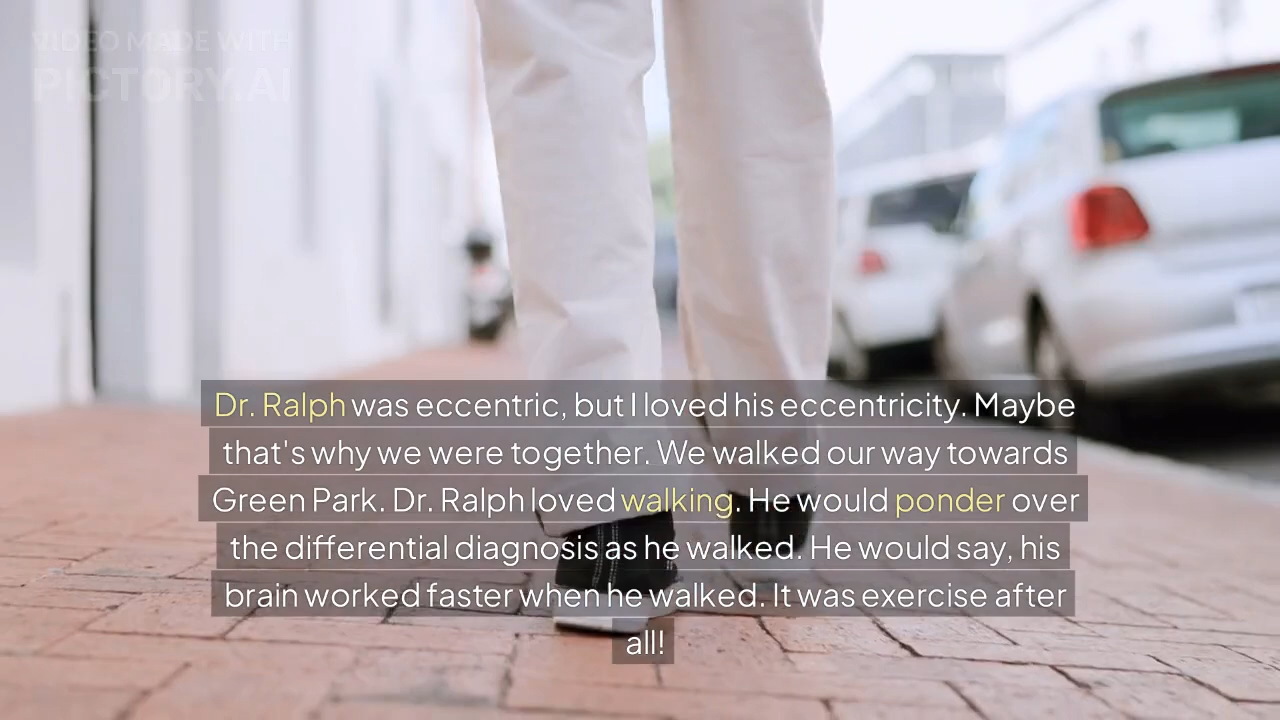 VIDEO MADE WITH
PICTORY.AI
Dr. Ralph was eccentric, but I loved his eccentricity. Maybe
that's why we were together. We walked our way towards
Green Park. Dr. Ralph loved walking. He would ponder over
the differential diagnosis as he walked. He would say, his
brain worked faster when he walked. It was exercise after
all!